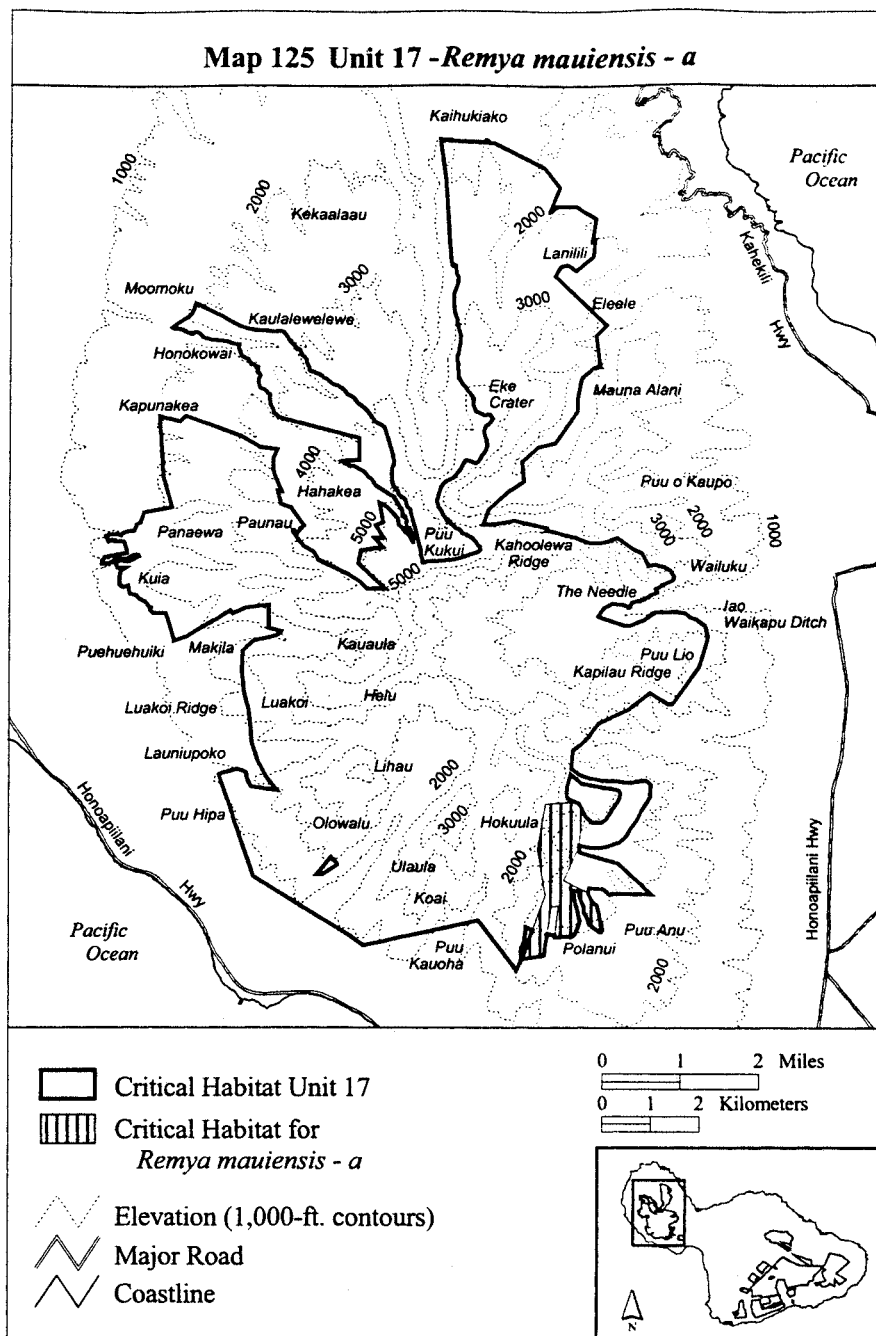 Map 125 Unit 17 -Remya mauiensis - a
Kaihukiako
Pacific
Ocean
1000
2000
Kekaalaau
2000
Lanilili
Kahekili
Hwy
3000
Moomoku
Kaulalewelewe
3000
Eleele
Honokowai
Kapunakea
Eke
Crater
Mauna Alani
4000
Hahakea
Puu o Kaupo
Panaewa
Paunau
5000
Puu
Kukui
Kahoolewa
Ridge
3000
2000
1000
Wailuku
Kuia
5000
The Needle
Iao
Waikapu Ditch
Puehuehuiki
Makila
Kauaula
Puu Lio
Kapilau Ridge
Luakoi Ridge
Luakoi
Helu
Launiupoko
Lihau
2000
Honoapiilani
Hwy
Puu Hipa
Olowalu
3000
Hokuula
Ulaula
2000
Koai
Honoapiilani Hwy
Pacific
Ocean
Puu
Kauoha
Polanui
Puu Anu
2000
Critical Habitat Unit 17
Critical Habitat for
Remya mauiensis - a
Elevation (1,000-ft. contours)
Major Road
Coastline
0 1 2 Miles
0 1 2 Kilometers
N